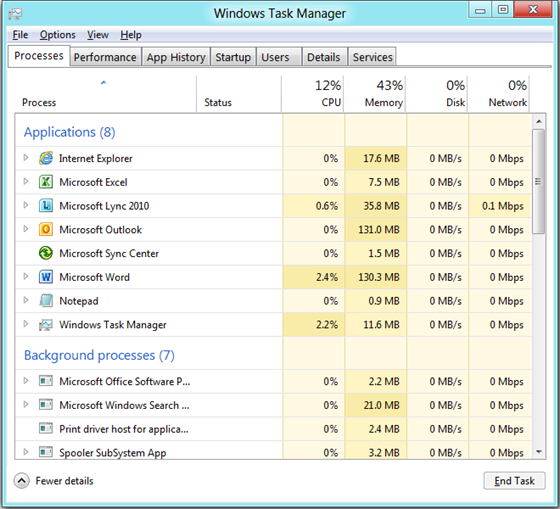 Windows Task Manager
File Options View Help
Processes Performance App History Startup Users Details Services
12% 43% 0% 0%
Process Status CPU Memory Disk Network
Applications (8)
Internet Explorer 0% 17.6 MB 0 MB/s 0 Mbps
Microsoft Excel 0% 7.5 MB 0 MB/s 0 Mbps
Microsoft Lync 2010 0.6% 35.8 MB 0 MB/s 0.1 Mbps
Microsoft Outlook 0% 131.0 MB 0 MB/s 0 Mbps
Microsoft Sync Center 0% 1.5 MB 0 MB/s 0 Mbps
Microsoft Word 2.4% 130.3 MB 0 MB/s 0 Mbps
Notepad 0% 0.9 MB 0 MB/s 0 Mbps
Windows Task Manager 2.2% 11.6 MB 0 MB/s 0 Mbps
Background processes (7)
Microsoft Office Software P... 0% 2.2 MB 0 MB/s 0 Mbps
Microsoft Windows Search ... 0% 21.0 MB 0 MB/s 0 Mbps
Print driver host for applica... 0% 2.4 MB 0 MB/s 0 Mbps
Spooler SubSystem App 0% 3.2 MB 0 MB/s 0 Mbps
Fewer details End Task